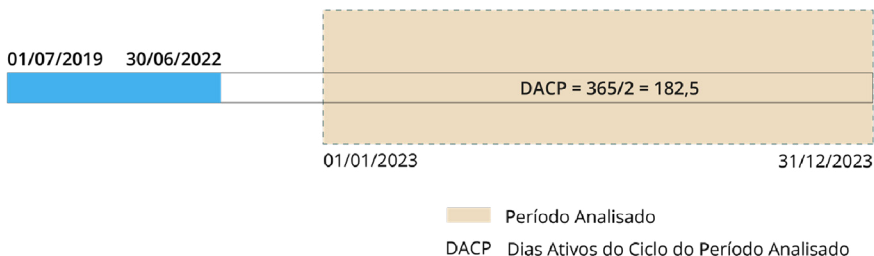 01/07/2019 30/06/2022
DACP = 365/2 = 182,5
01/01/2023 31/12/2023
Período Analisado
DACP Dias Ativos do Ciclo do Período Analisado